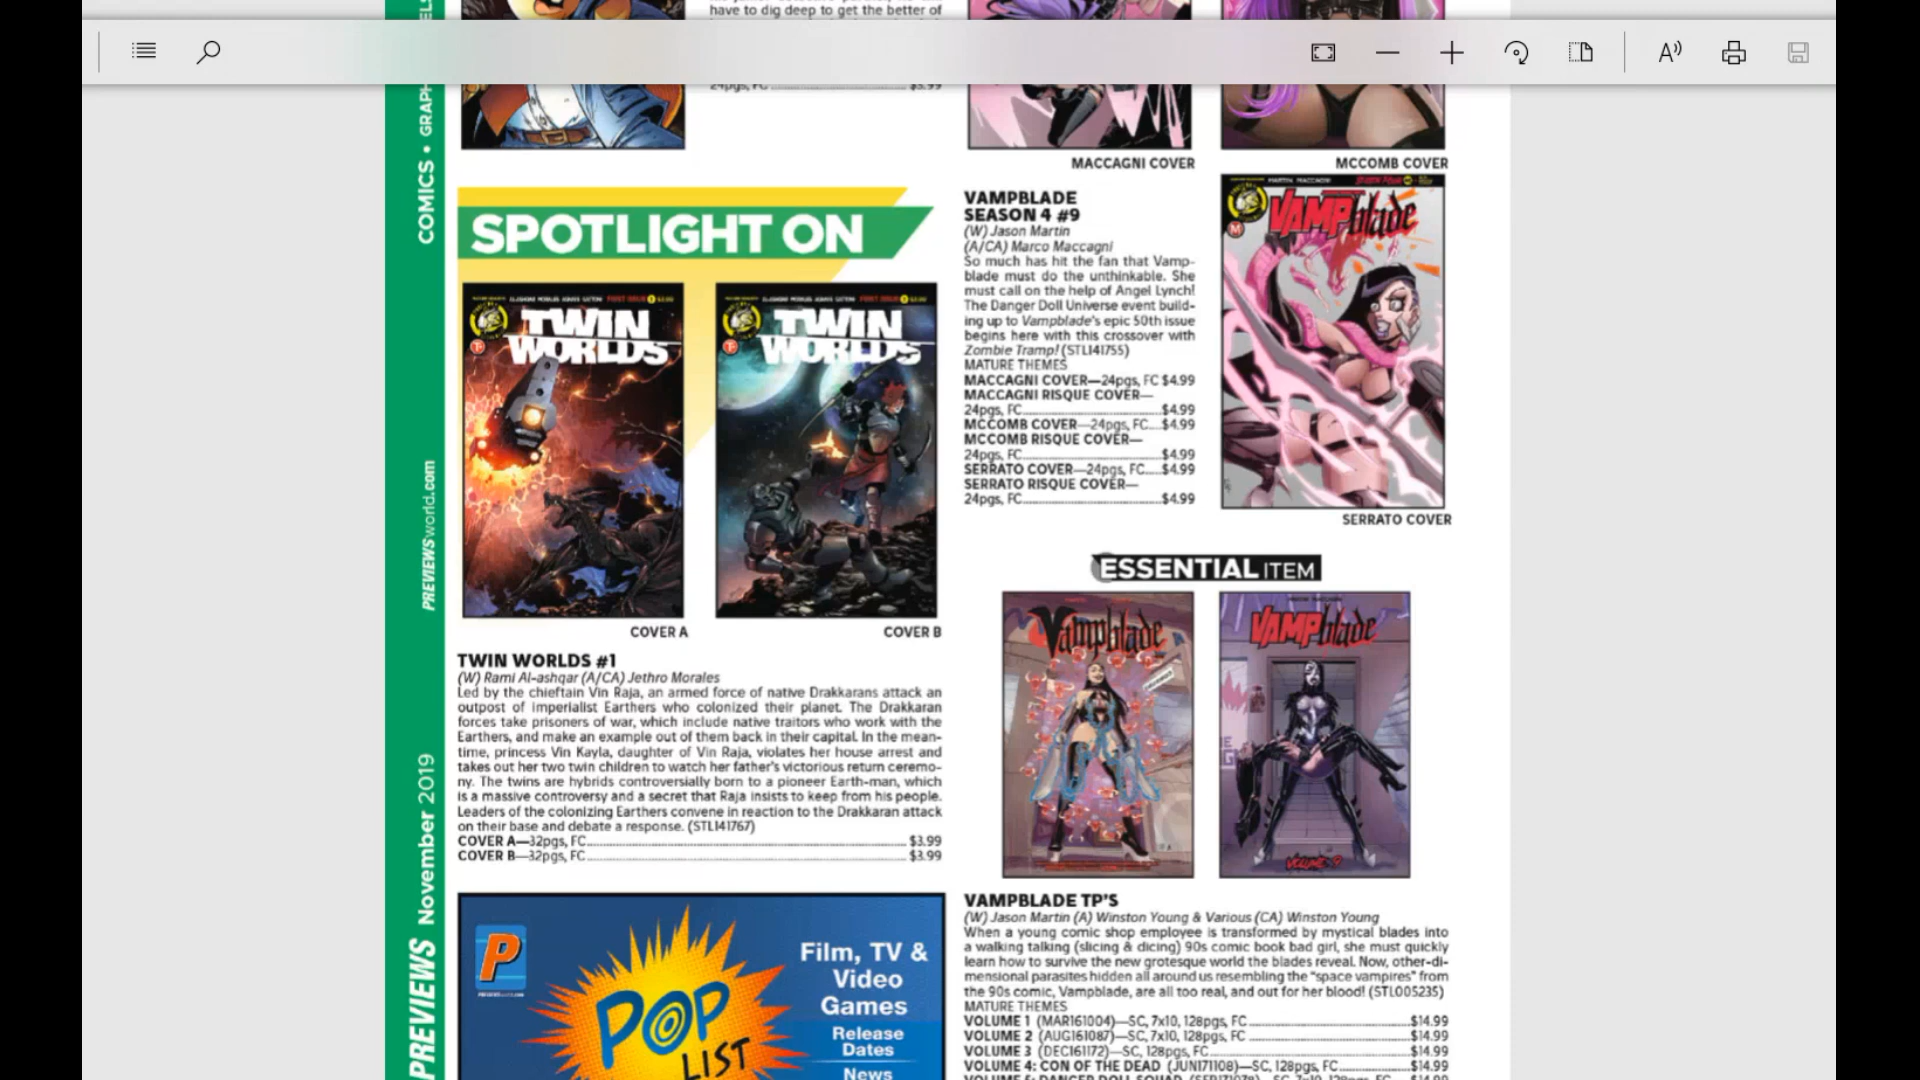 have to dig deep to get the better of
24pgs, FC $3.99
COMICS • GRAPH
PREVIEWSworld.com
PREVIEWS November 2019
SPOTLIGHT ON
TWIN
WORLDS
COVER A
TWIN
WORLDS
COVER B
TWIN WORLDS #1
(W) Rami Al-ashqar (A/CA) Jethro Morales
Led by the chieftain Vin Raja, an armed force of native Drakkarans attack an
outpost of imperialist Earthers who colonized their planet. The Drakkaran
forces take prisoners of war, which include native traitors who work with the
Earthers, and make an example out of them back in their capital. In the mean-
time, princess Vin Kayla, daughter of Vin Raja, violates her house arrest and
takes out her two twin children to watch her father's victorious return ceremo-
ny. The twins are hybrids controversially born to a pioneer Earth-man, which
is a massive controversy and a secret that Raja insists to keep from his people.
Leaders of the colonizing Earthers convene in reaction to the Drakkaran attack
on their base and debate a response. (STL141767)
COVER A—32pgs, FC $3.99
COVER B—32pgs, FC $3.99
P
POP
LIST
Film, TV &
Video
Games
Release
Dates
News
MACCAGNI COVER
MCCOMB COVER
VAMPBLADE
SEASON 4 #9
(W) Jason Martin
(A/CA) Marco Maccagni
So much has hit the fan that Vamp-
blade must do the unthinkable. She
must call on the help of Angel Lynch!
The Danger Doll Universe event build-
ing up to Vampblade's epic 50th issue
begins here with this crossover with
Zombie Tramp! (STL141755)
MATURE THEMES
MACCAGNI COVER—24pgs, FC $4.99
MACCAGNI RISQUE COVER—
24pgs, FC $4.99
MCCOMB COVER—24pgs, FC $4.99
MCCOMB RISQUE COVER—
24pgs, FC $4.99
SERRATO COVER—24pgs, FC $4.99
SERRATO RISQUE COVER—
24pgs, FC $4.99
VAMPblade
SERRATO COVER
ESSENTIAL ITEM
Vampblade
VAMPblade
VOLUME 9
VAMPBLADE TP'S
(W) Jason Martin (A) Winston Young & Various (CA) Winston Young
When a young comic shop employee is transformed by mystical blades into
a walking talking (slicing & dicing) 90s comic book bad girl, she must quickly
learn how to survive the new grotesque world the blades reveal. Now, other-di-
mensional parasites hidden all around us resembling the "space vampires" from
the 90s comic, Vampblade, are all too real, and out for her blood! (STL005235)
MATURE THEMES
VOLUME 1 (MAR161004)—SC, 7x10, 128pgs, FC $14.99
VOLUME 2 (AUG161087)—SC, 7x10, 128pgs, FC $14.99
VOLUME 3 (DEC161172)—SC, 128pgs, FC $14.99
VOLUME 4: CON OF THE DEAD (JUN171108)—SC, 128pgs, FC $14.99